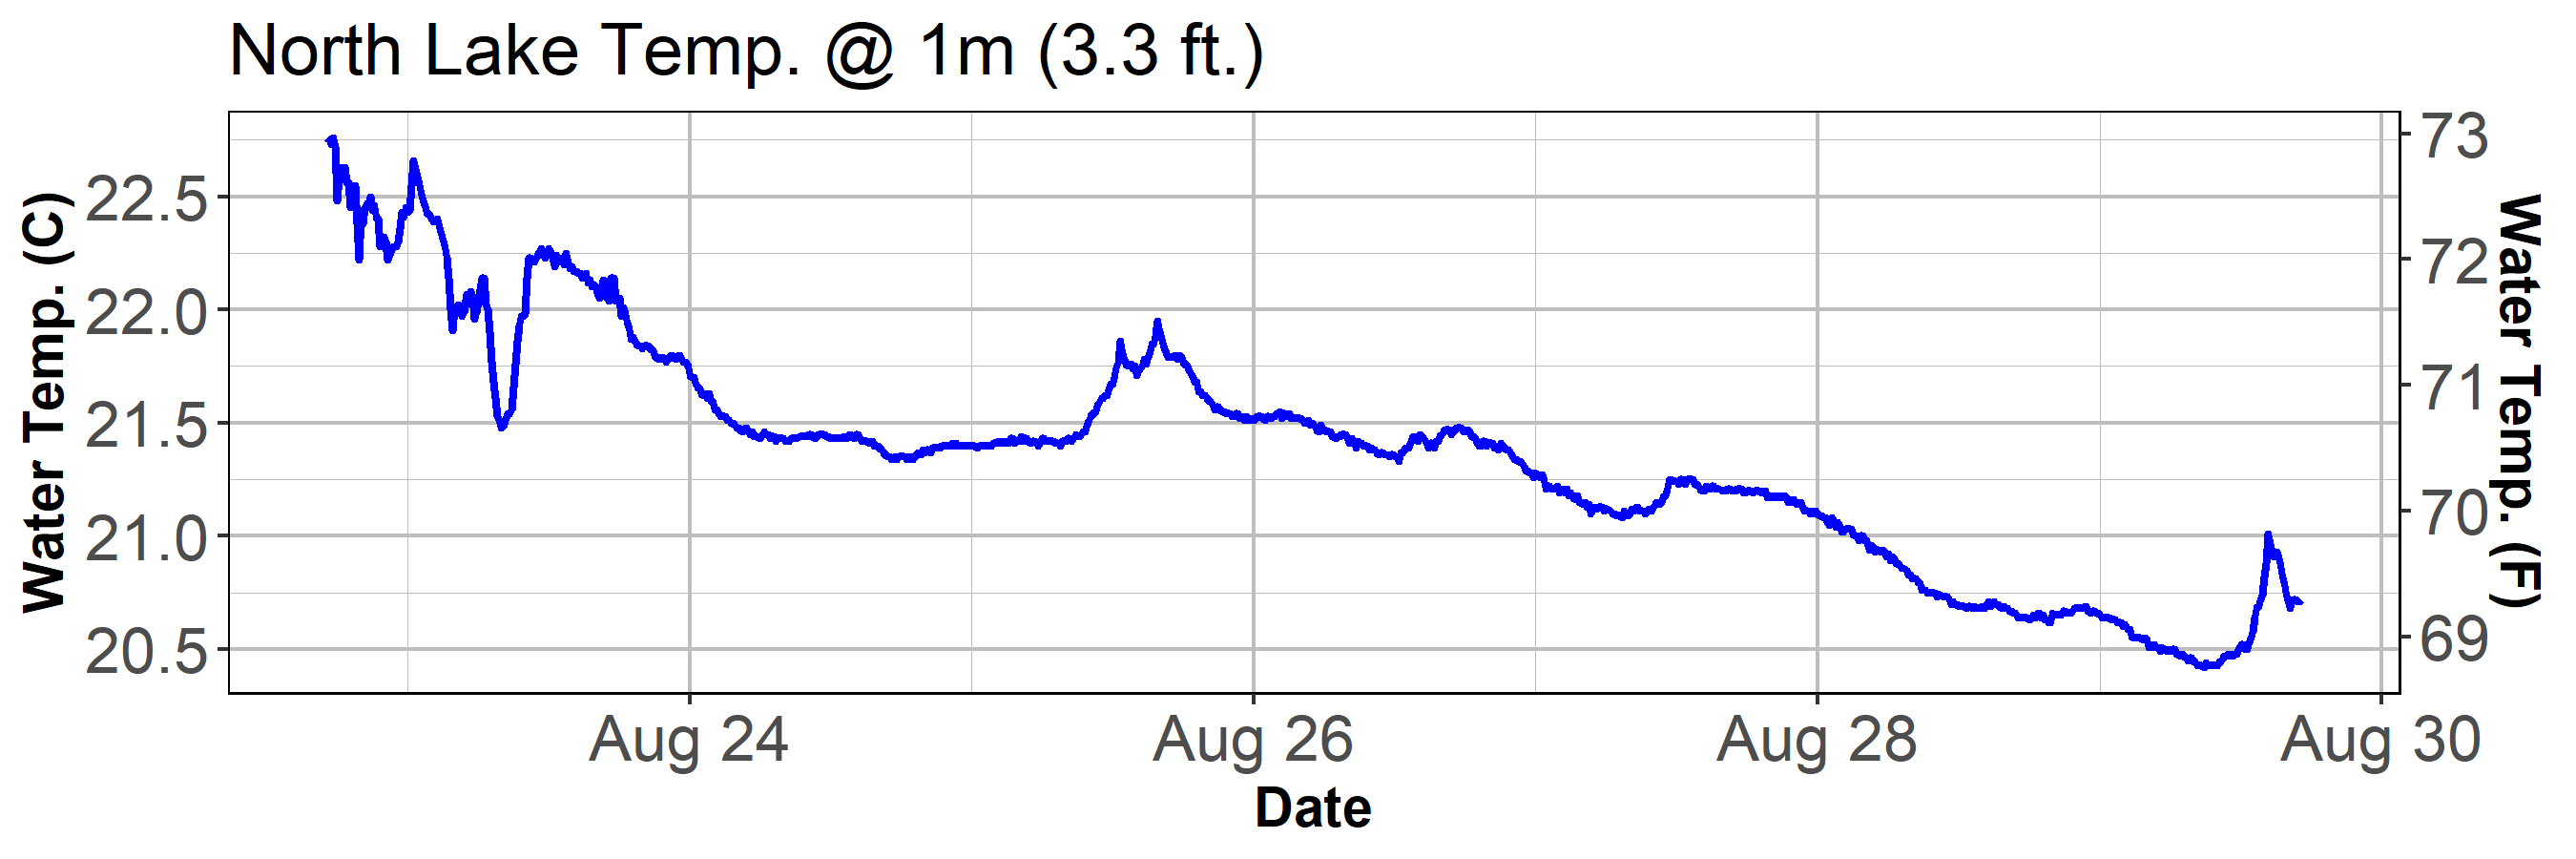 North Lake Temp. @ 1m (3.3 ft.)
Water Temp. (C)
22.5
22.0
21.5
21.0
20.5
73
72
71
70
69
Water Temp. (F)
Aug 24 Aug 26 Aug 28 Aug 30
Date